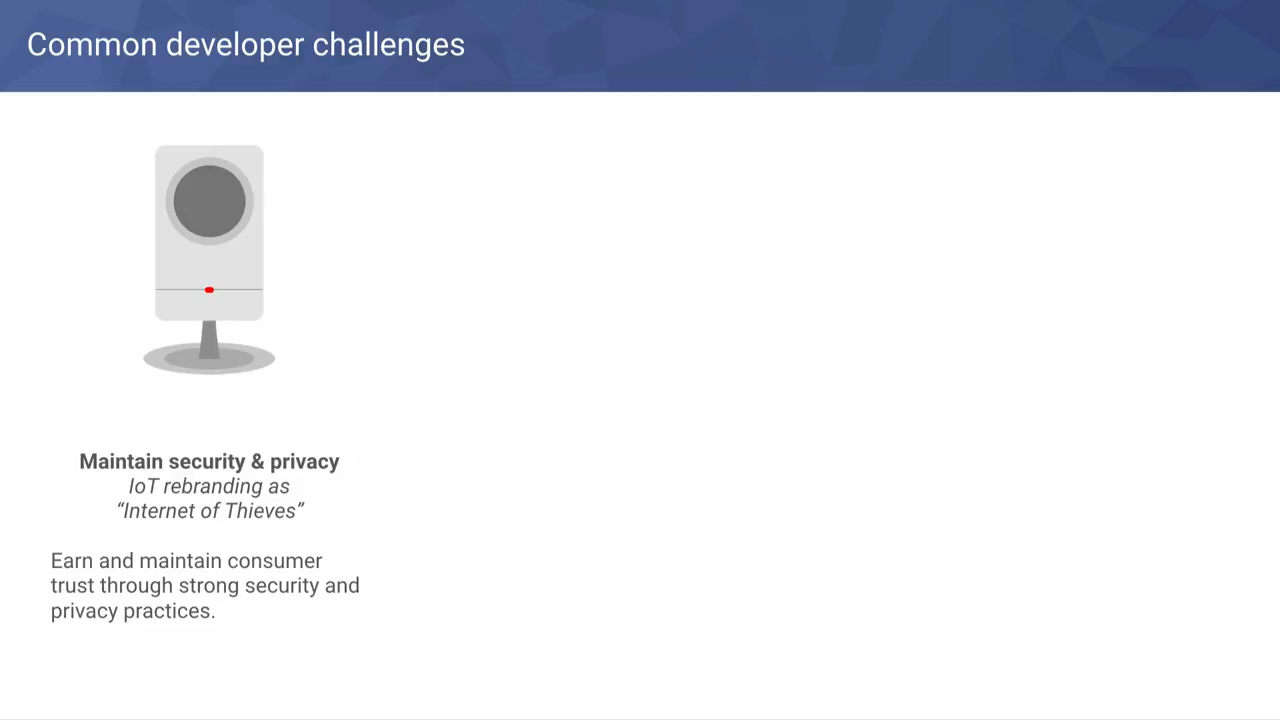 Common developer challenges
Maintain security & privacy
IoT rebranding as
“Internet of Thieves”
Earn and maintain consumer
trust through strong security and
privacy practices.